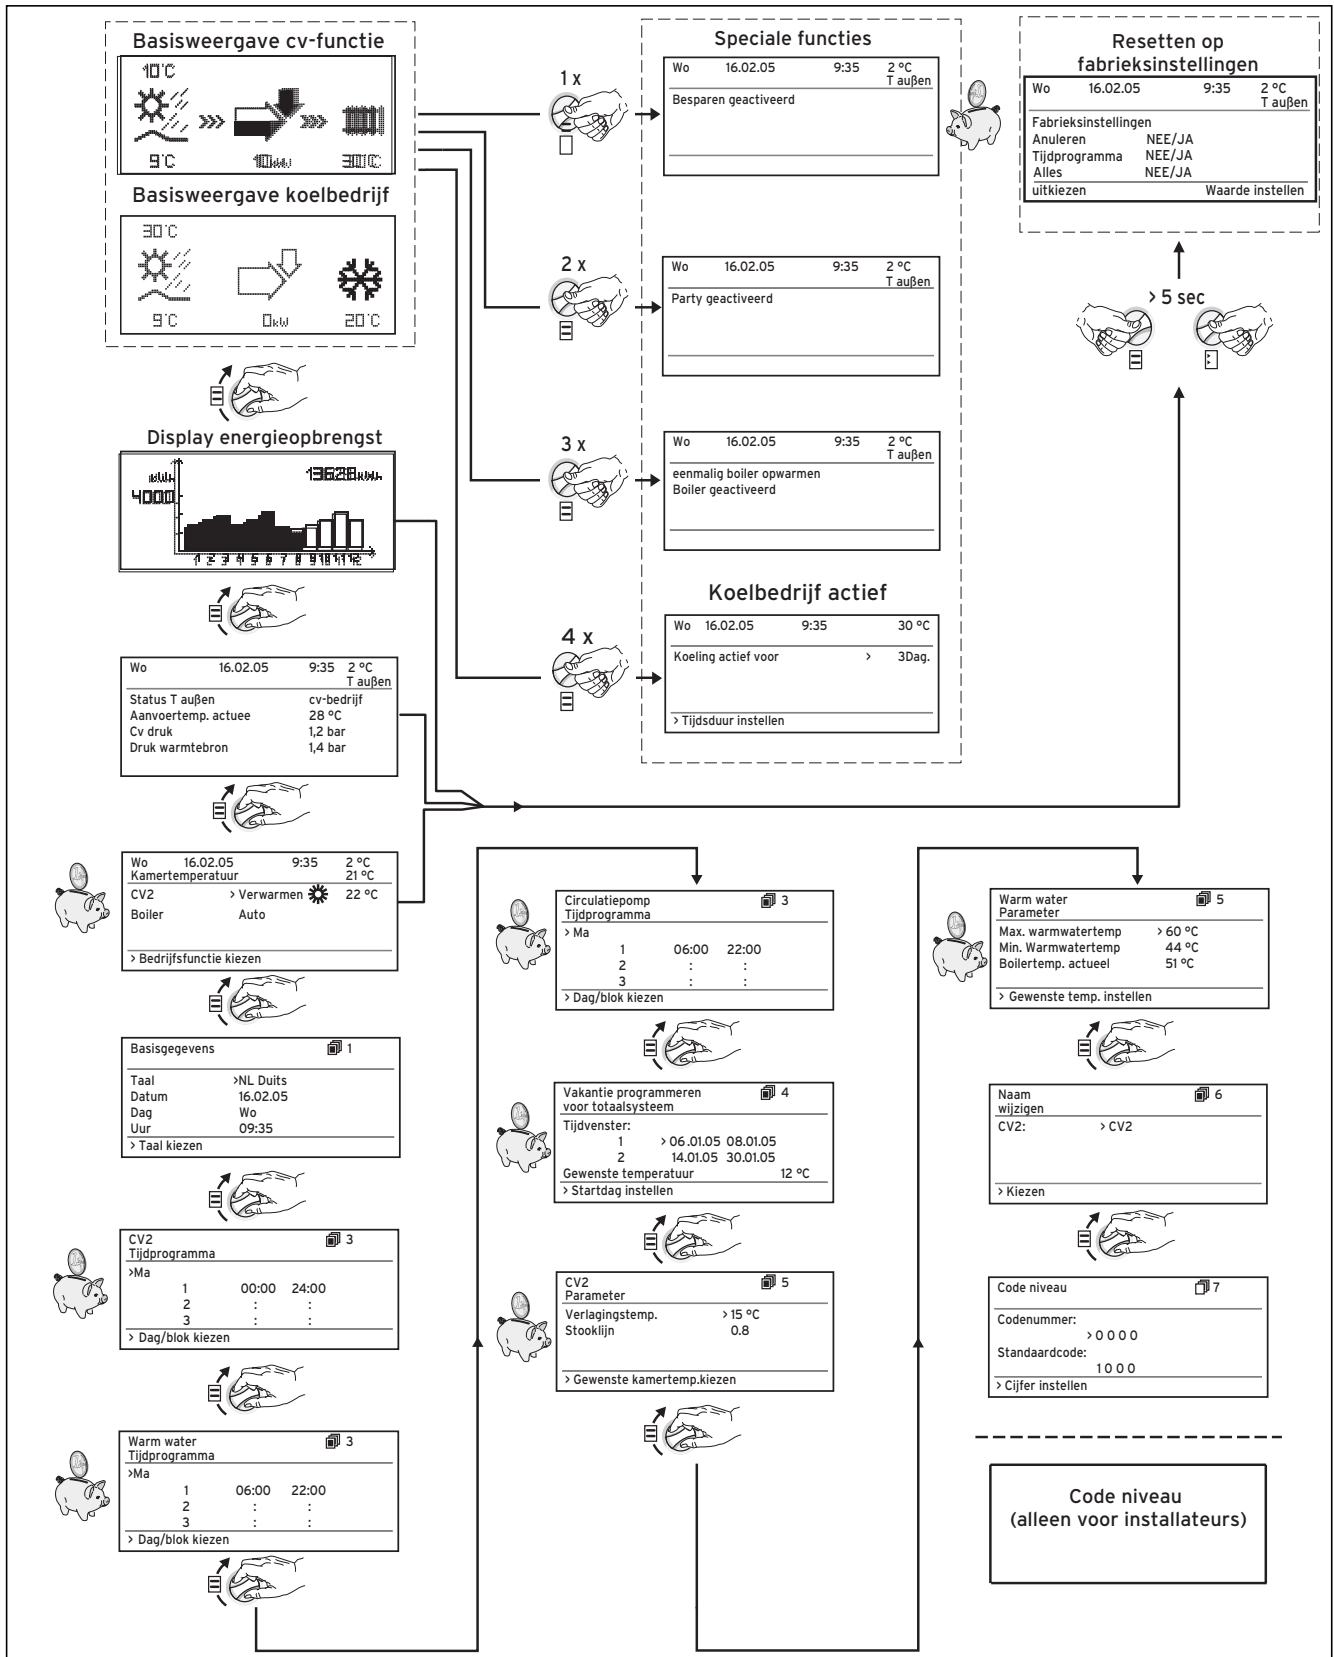 Basisweergave cv-functie
10°C
9°C 10kW 30°C
Basisweergave koelbedrijf
30°C
9°C 0kW 20°C
Display energieopbrengst
kWh 13628kWh
4000
1 2 3 4 5 6 7 8 9 10 11 12
Wo 16.02.05 9:35 2 °C
T außen
Status T außen cv-bedrijf
Aanvoertemp. actuee 28 °C
Cv druk 1,2 bar
Druk warmtebron 1,4 bar
Wo 16.02.05 9:35 2 °C
Kamertemperatuur 21 °C
CV2 > Verwarmen 22 °C
Boiler Auto
> Bedrijfsfunctie kiezen
Basisgegevens 1
Taal >NL Duits
Datum 16.02.05
Dag Wo
Uur 09:35
> Taal kiezen
CV2 3
Tijdprogramma
>Ma
1 00:00 24:00
2 : :
3 : :
> Dag/blok kiezen
Warm water 3
Tijdprogramma
>Ma
1 06:00 22:00
2 : :
3 : :
> Dag/blok kiezen
Speciale functies
1 x
Wo 16.02.05 9:35 2 °C
T außen
Besparen geactiveerd
2 x
Wo 16.02.05 9:35 2 °C
T außen
Party geactiveerd
3 x
Wo 16.02.05 9:35 2 °C
T außen
eenmalig boiler opwarmen
Boiler geactiveerd
Koelbedrijf actief
4 x
Wo 16.02.05 9:35 30 °C
Koeling actief voor > 3Dag.
> Tijdsduur instellen
Resetten op
fabrieksinstellingen
Wo 16.02.05 9:35 2 °C
T außen
Fabrieksinstellingen
Anuleren NEE/JA
Tijdprogramma NEE/JA
Alles NEE/JA
uitkiezen Waarde instellen
> 5 sec
Circulatiepomp 3
Tijdprogramma
> Ma
1 06:00 22:00
2 : :
3 : :
> Dag/blok kiezen
Vakantie programmeren 4
voor totaalsysteem
Tijdvenster:
1 > 06.01.05 08.01.05
2 14.01.05 30.01.05
Gewenste temperatuur 12 °C
> Startdag instellen
CV2 5
Parameter
Verlagingstemp. > 15 °C
Stooklijn 0.8
> Gewenste kamertemp.kiezen
Warm water 5
Parameter
Max. warmwatertemp > 60 °C
Min. Warmwatertemp 44 °C
Boilertemp. actueel 51 °C
> Gewenste temp. instellen
Naam 6
wijzigen
CV2: > CV2
> Kiezen
Code niveau 7
Codenummer:
> 0 0 0 0
Standaardcode:
1 0 0 0
> Cijfer instellen
Code niveau
(alleen voor installateurs)